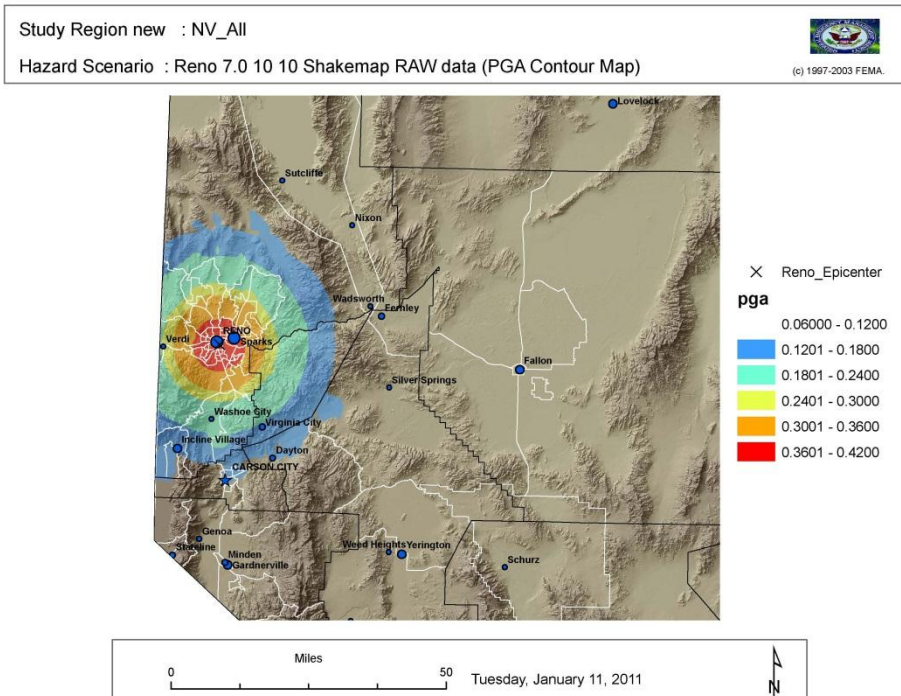 Study Region new : NV_All
Hazard Scenario : Reno 7.0 10 10 Shakemap RAW data (PGA Contour Map)
(c) 1997-2003 FEMA.
Lovelock
Sutcliffe
Nixon
Wadsworth
Fernley
RENO
Verdi
Sparks
Fallon
Silver Springs
Washoe City
Virginia City
Incline Village
Dayton
CARSON CITY
Genoa
Stateline
Minden
Gardnerville
Weed Heights
Yerington
Schurz
Reno_Epicenter
pga
0.06000 - 0.1200
0.1201 - 0.1800
0.1801 - 0.2400
0.2401 - 0.3000
0.3001 - 0.3600
0.3601 - 0.4200
Miles
0 50
Tuesday, January 11, 2011
N